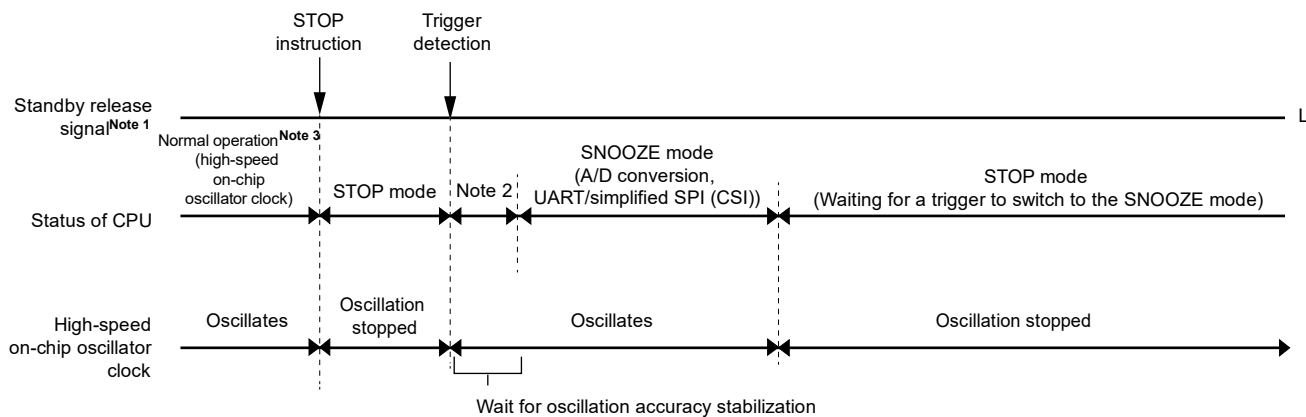 STOP
instruction
Trigger
detection
Standby release
signalNote 1
L
Normal operationNote 3
(high-speed
on-chip
oscillator clock)
STOP mode
Note 2
SNOOZE mode
(A/D conversion,
UART/simplified SPI (CSI))
STOP mode
(Waiting for a trigger to switch to the SNOOZE mode)
Status of CPU
High-speed
on-chip oscillator
clock
Oscillates
Oscillation
stopped
Oscillates
Oscillation stopped
Wait for oscillation accuracy stabilization